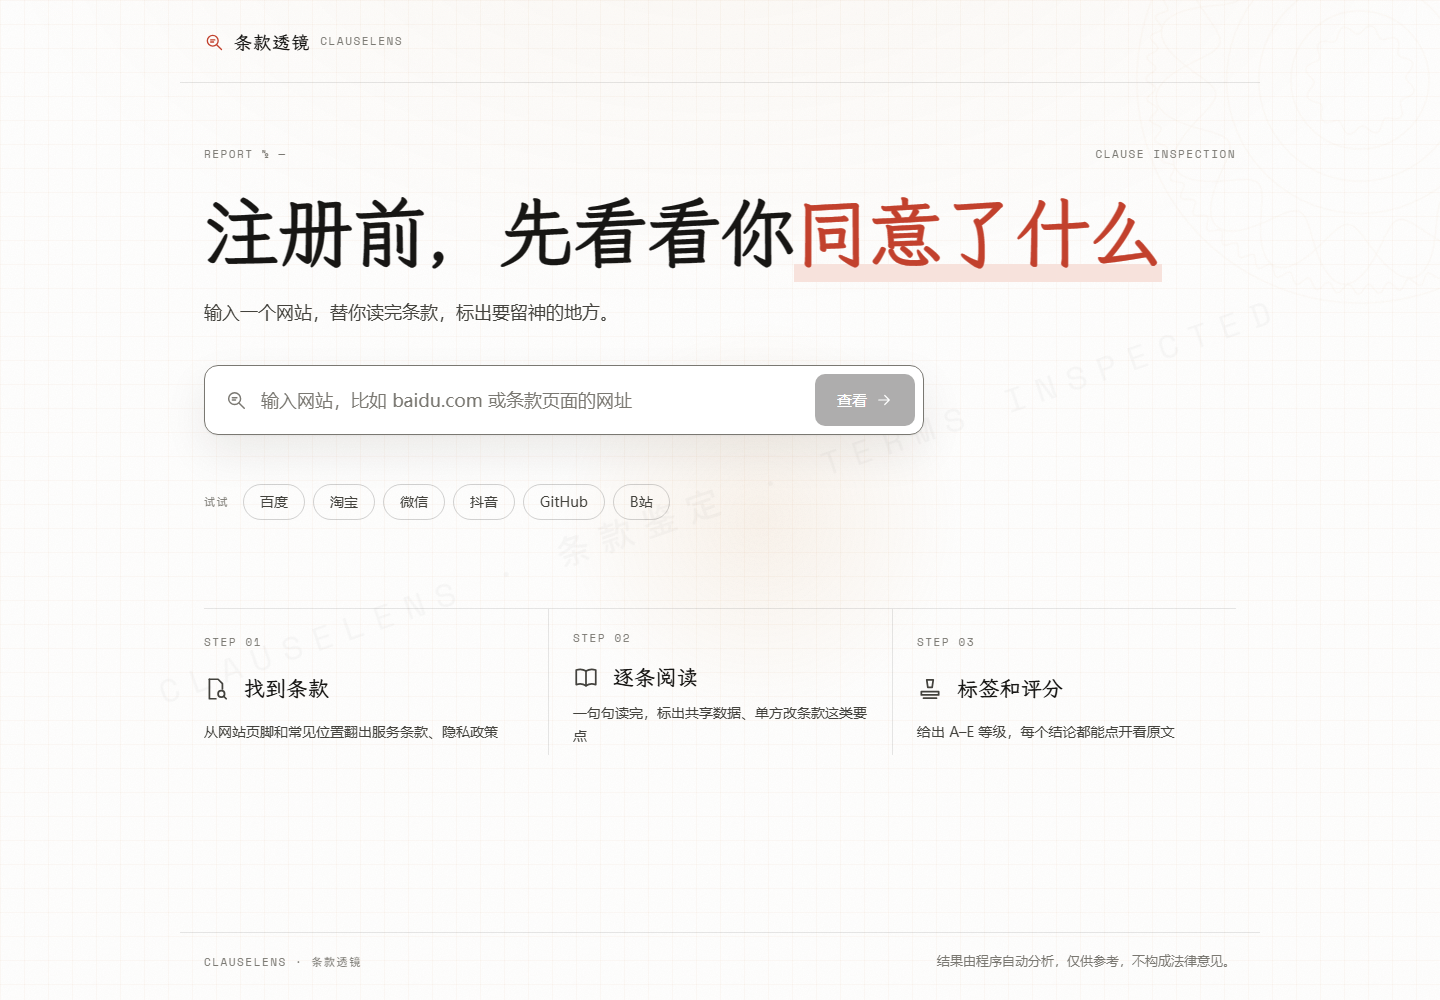 条款透镜 CLAUSELENS
REPORT № —
CLAUSE INSPECTION
注册前，先看看你同意了什么
输入一个网站，替你读完条款，标出要留神的地方。
输入网站，比如 baidu.com 或条款页面的网址
查看 →
试试 百度 淘宝 微信 抖音 GitHub B站
CLAUSELENS · 条款鉴定 · TERMS INSPECTED
STEP 01
找到条款
从网站页脚和常见位置翻出服务条款、隐私政策
STEP 02
逐条阅读
一句句读完，标出共享数据、单方改条款这类要
点
STEP 03
标签和评分
给出 A–E 等级，每个结论都能点开看原文
CLAUSELENS · 条款透镜
结果由程序自动分析，仅供参考，不构成法律意见。